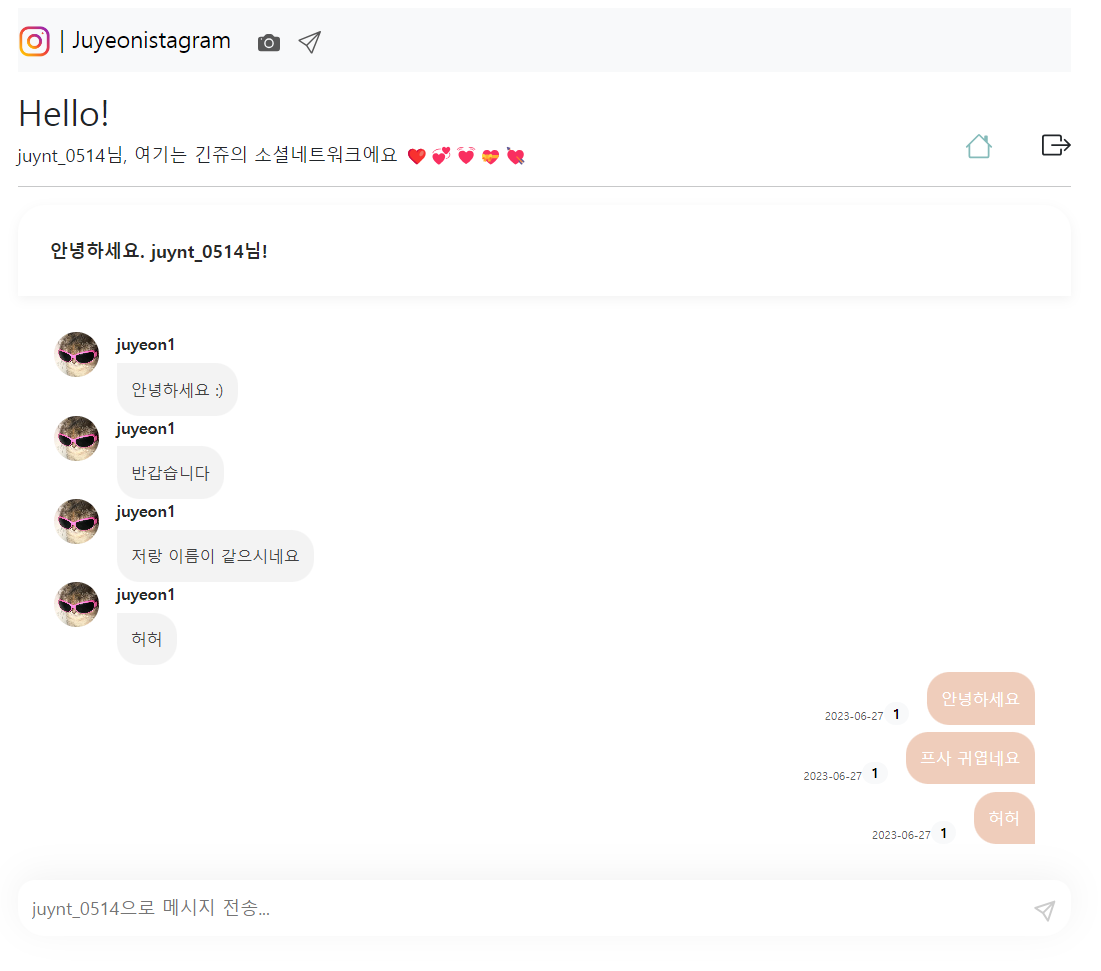 | Juyeonistagram
Hello!
juynt_0514님, 여기는 긴쥬의 소셜네트워크에요 ❤️ 💞 💓 💝 💘
안녕하세요. juynt_0514님!
juyeon1
안녕하세요 :)
juyeon1
반갑습니다
juyeon1
저랑 이름이 같으시네요
juyeon1
허허
2023-06-27 1 안녕하세요
2023-06-27 1 프사 귀엽네요
2023-06-27 1 허허
juynt_0514으로 메시지 전송...